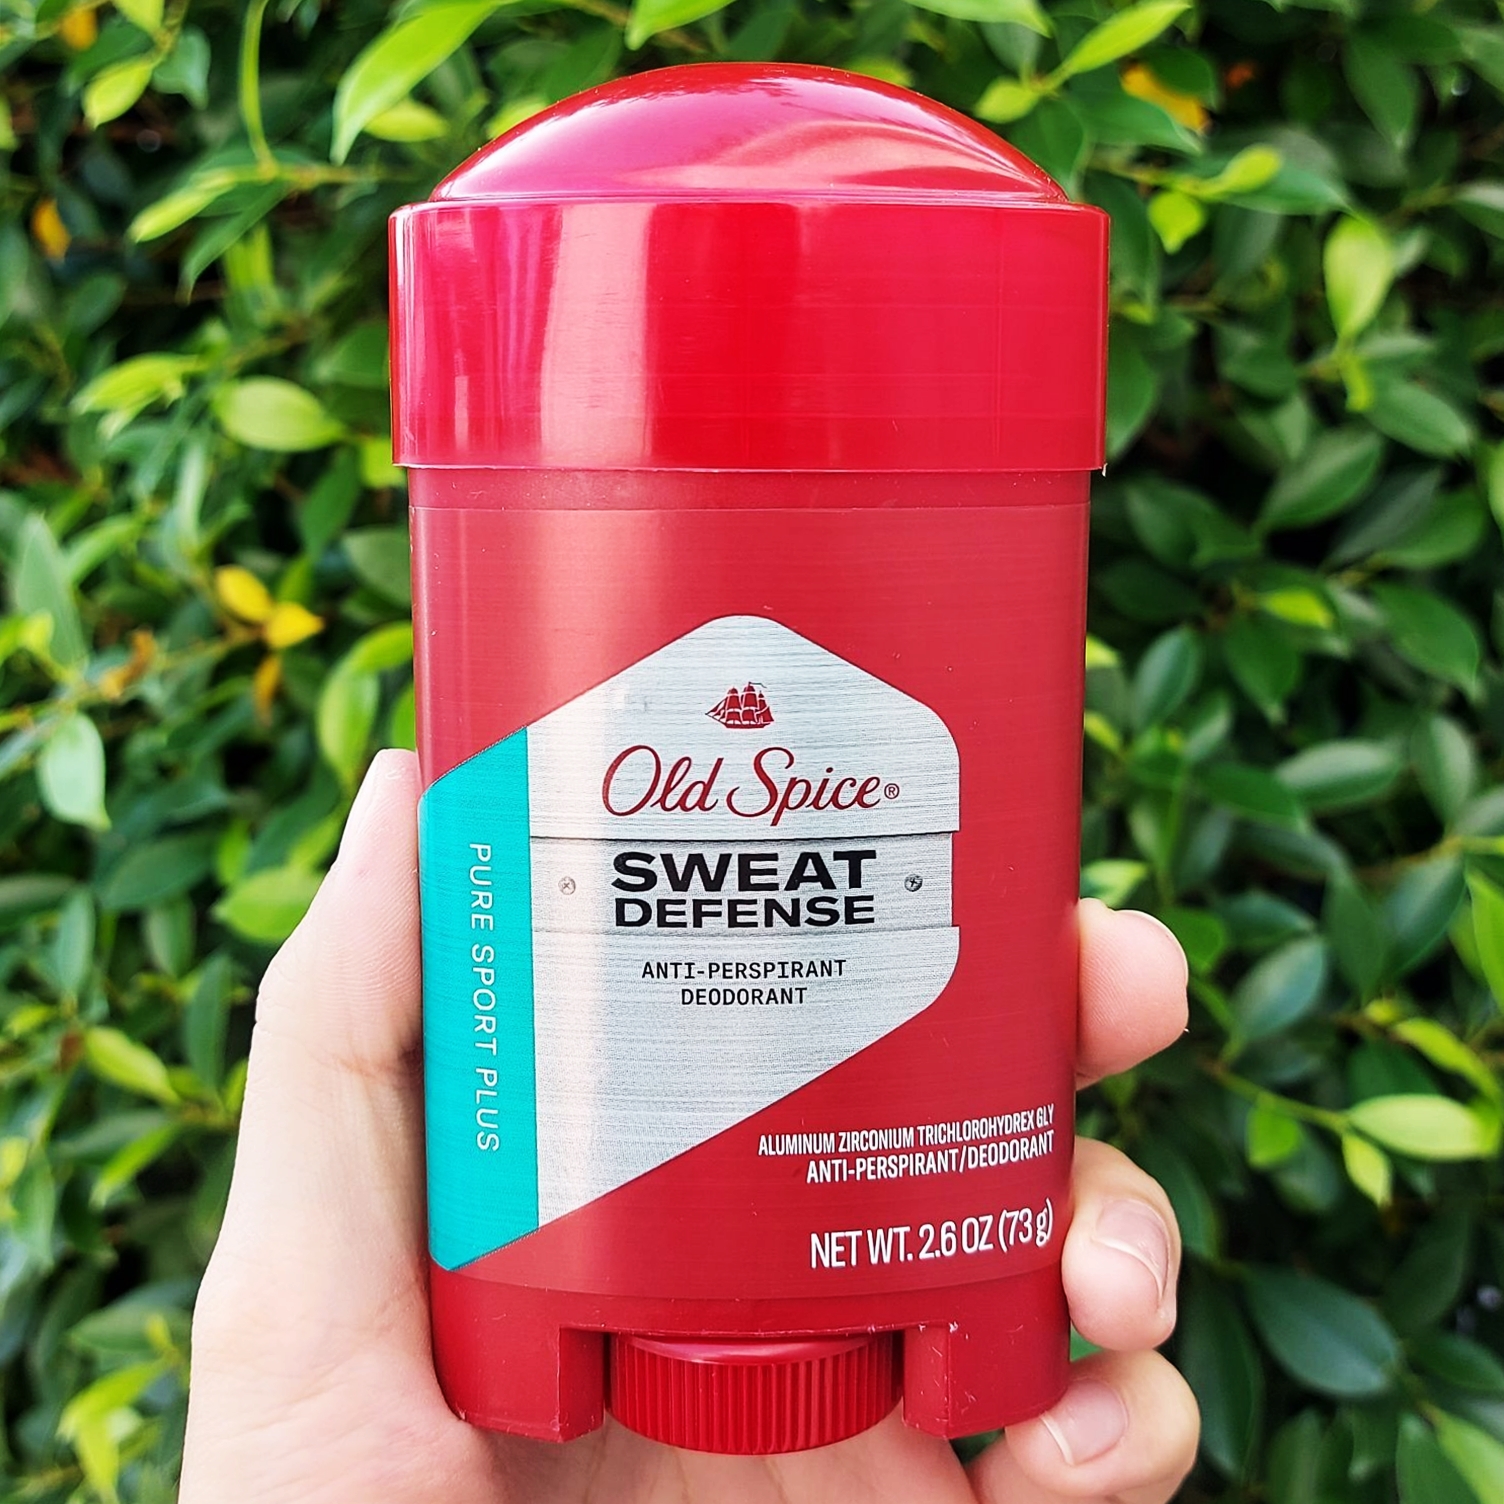 Old Spice®
SWEAT
DEFENSE
ANTI-PERSPIRANT
DEODORANT
PURE SPORT PLUS
ALUMINUM ZIRCONIUM TRICHLOROHYDREX GLY
ANTI-PERSPIRANT/DEODORANT
NET WT. 2.6 OZ (73 g)